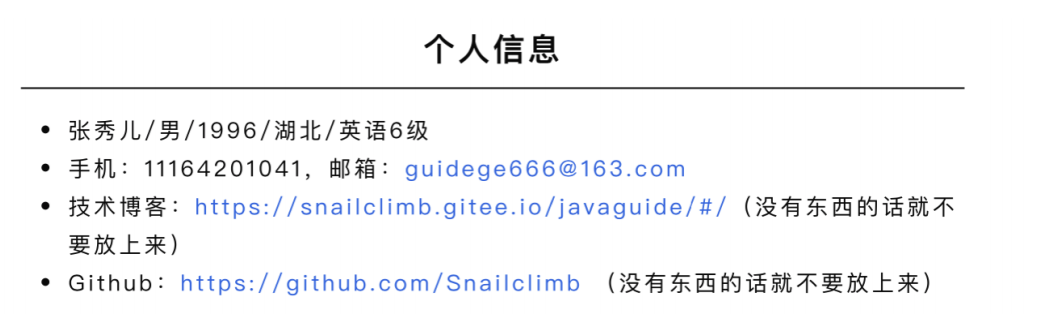 个人信息
张秀儿/男/1996/湖北/英语6级
手机：11164201041，邮箱：guidege666@163.com
技术博客：https://snailclimb.gitee.io/javaguide/#/（没有东西的话就不
要放上来）
Github：https://github.com/Snailclimb （没有东西的话就不要放上来）